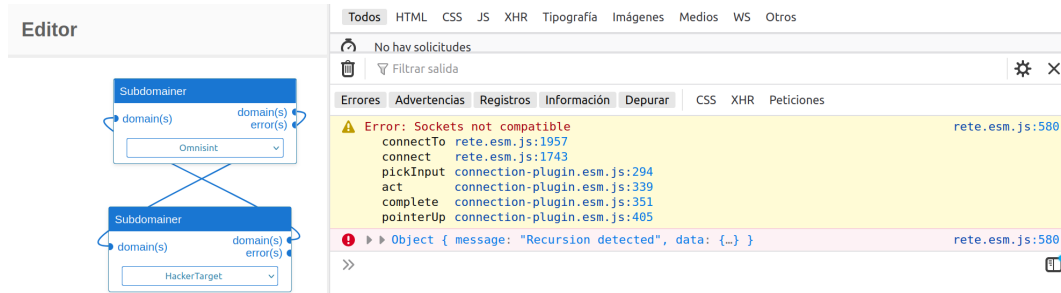 Editor
Subdomainer
domain(s)
domain(s)
error(s)
Omnisint
Subdomainer
domain(s)
domain(s)
error(s)
HackerTarget
Todos HTML CSS JS XHR Tipografía Imágenes Medios WS Otros
No hay solicitudes
Filtrar salida
Errores Advertencias Registros Información Depurar CSS XHR Peticiones
Error: Sockets not compatible rete.esm.js:580
connectTo rete.esm.js:1957
connect rete.esm.js:1743
pickInput connection-plugin.esm.js:294
act connection-plugin.esm.js:339
complete connection-plugin.esm.js:351
pointerUp connection-plugin.esm.js:405
Object { message: "Recursion detected", data: {…} } rete.esm.js:580